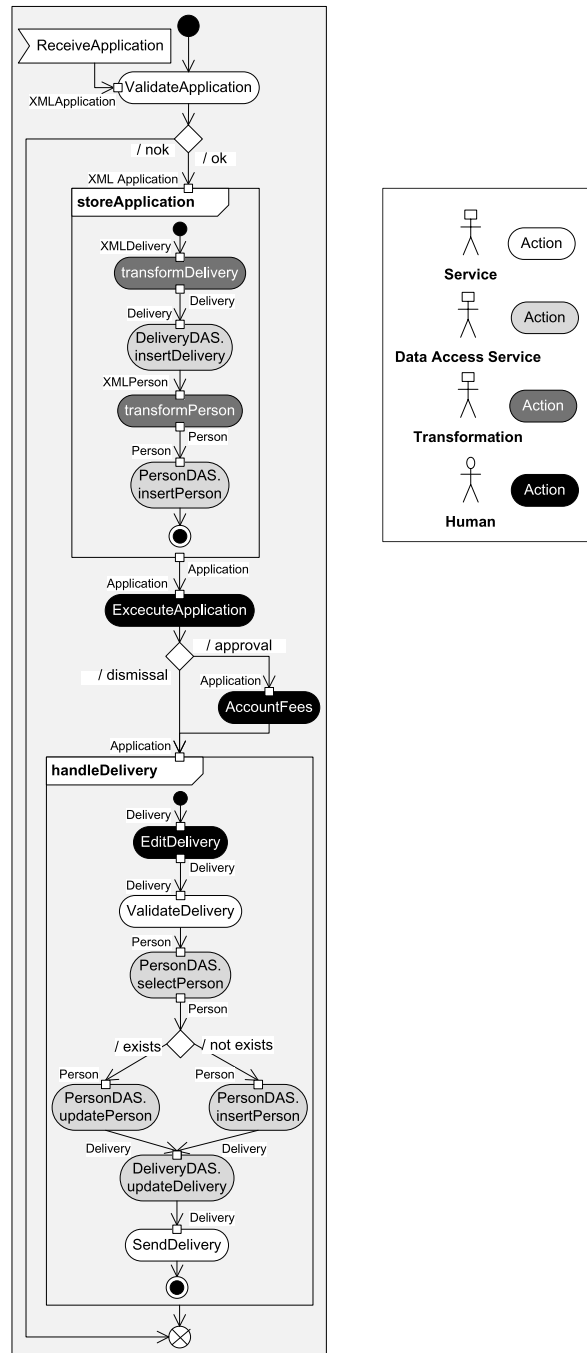 ReceiveApplication
ValidateApplication
XMLApplication
/ nok
/ ok
XML Application
storeApplication
XMLDelivery
transformDelivery
Delivery
Delivery
DeliveryDAS.
insertDelivery
XMLPerson
transformPerson
Person
Person
PersonDAS.
insertPerson
Application
Application
ExcecuteApplication
/ approval
/ dismissal
Application
AccountFees
Application
handleDelivery
Delivery
EditDelivery
Delivery
Delivery
ValidateDelivery
Person
PersonDAS.
selectPerson
Person
/ exists
/ not exists
Person
Person
PersonDAS.
updatePerson
PersonDAS.
insertPerson
Delivery
Delivery
DeliveryDAS.
updateDelivery
Delivery
SendDelivery
Action
Service
Action
Data Access Service
Action
Transformation
Action
Human